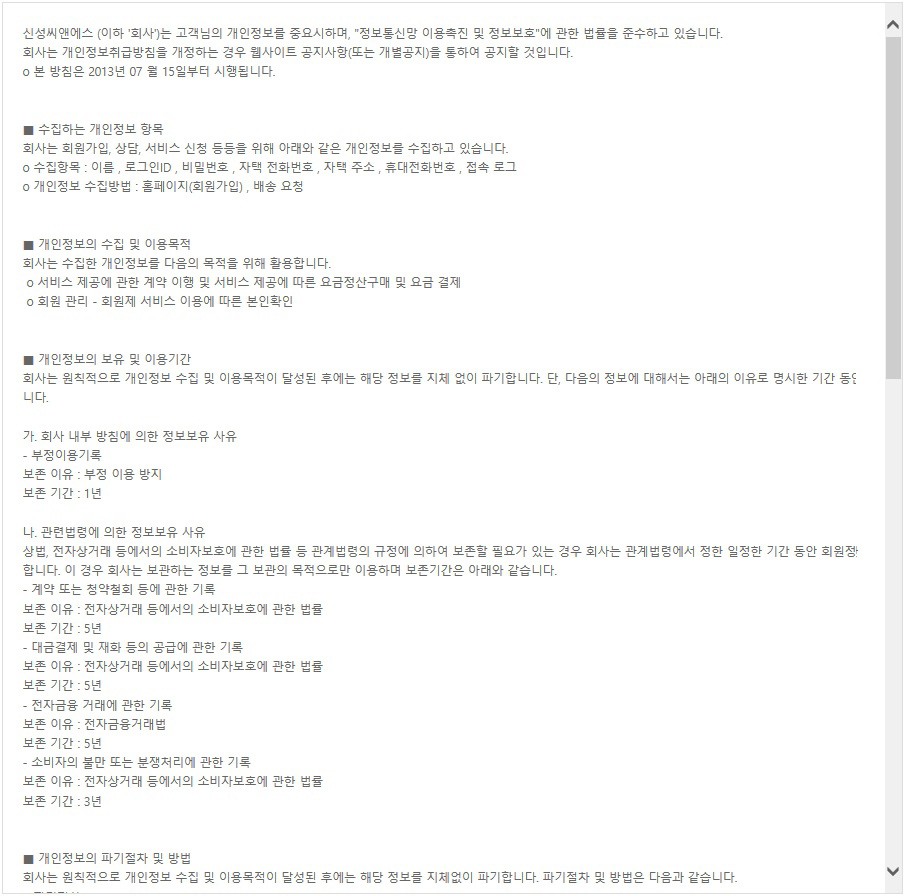 신성씨앤에스 (이하 '회사')는 고객님의 개인정보를 중요시하며, "정보통신망 이용촉진 및 정보보호"에 관한 법률을 준수하고 있습니다.
회사는 개인정보취급방침을 개정하는 경우 웹사이트 공지사항(또는 개별공지)을 통하여 공지할 것입니다.
ο 본 방침은 2013년 07 월 15일부터 시행됩니다.
■ 수집하는 개인정보 항목
회사는 회원가입, 상담, 서비스 신청 등등을 위해 아래와 같은 개인정보를 수집하고 있습니다.
ο 수집항목 : 이름 , 로그인ID , 비밀번호 , 자택 전화번호 , 자택 주소 , 휴대전화번호 , 접속 로그
ο 개인정보 수집방법 : 홈페이지(회원가입) , 배송 요청
■ 개인정보의 수집 및 이용목적
회사는 수집한 개인정보를 다음의 목적을 위해 활용합니다.
ο 서비스 제공에 관한 계약 이행 및 서비스 제공에 따른 요금정산구매 및 요금 결제
ο 회원 관리 - 회원제 서비스 이용에 따른 본인확인
■ 개인정보의 보유 및 이용기간
회사는 원칙적으로 개인정보 수집 및 이용목적이 달성된 후에는 해당 정보를 지체 없이 파기합니다. 단, 다음의 정보에 대해서는 아래의 이유로 명시한 기간
니다.
가. 회사 내부 방침에 의한 정보보유 사유
- 부정이용기록
보존 이유 : 부정 이용 방지
보존 기간 : 1년
나. 관련법령에 의한 정보보유 사유
상법, 전자상거래 등에서의 소비자보호에 관한 법률 등 관계법령의 규정에 의하여 보존할 필요가 있는 경우 회사는 관계법령에서 정한 일정한 기간 동안
합니다. 이 경우 회사는 보관하는 정보를 그 보관의 목적으로만 이용하며 보존기간은 아래와 같습니다.
- 계약 또는 청약철회 등에 관한 기록
보존 이유 : 전자상거래 등에서의 소비자보호에 관한 법률
보존 기간 : 5년
- 대금결제 및 재화 등의 공급에 관한 기록
보존 이유 : 전자상거래 등에서의 소비자보호에 관한 법률
보존 기간 : 5년
- 전자금융 거래에 관한 기록
보존 이유 : 전자금융거래법
보존 기간 : 5년
- 소비자의 불만 또는 분쟁처리에 관한 기록
보존 이유 : 전자상거래 등에서의 소비자보호에 관한 법률
보존 기간 : 3년
■ 개인정보의 파기절차 및 방법
회사는 원칙적으로 개인정보 수집 및 이용목적이 달성된 후에는 해당 정보를 지체없이 파기합니다. 파기절차 및 방법은 다음과 같습니다.